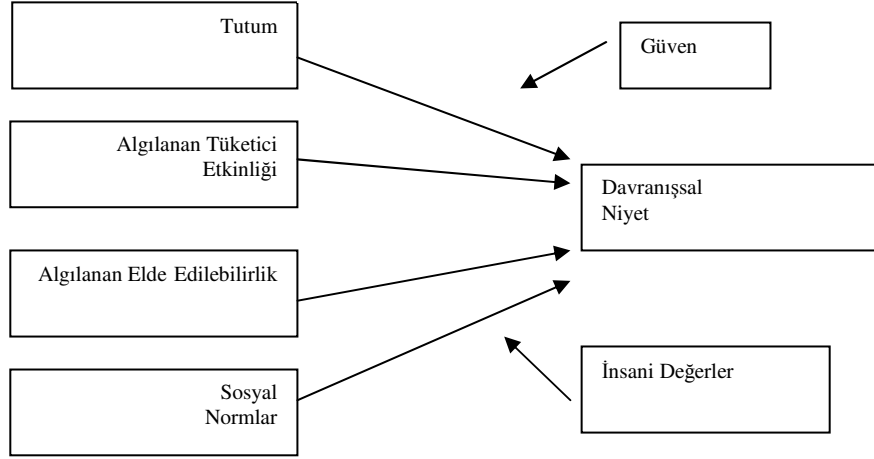 Tutum
Güven
Algılanan Tüketici
Etkinliği
Davranışsal
Niyet
Algılanan Elde Edilebilirlik
İnsani Değerler
Sosyal
Normlar